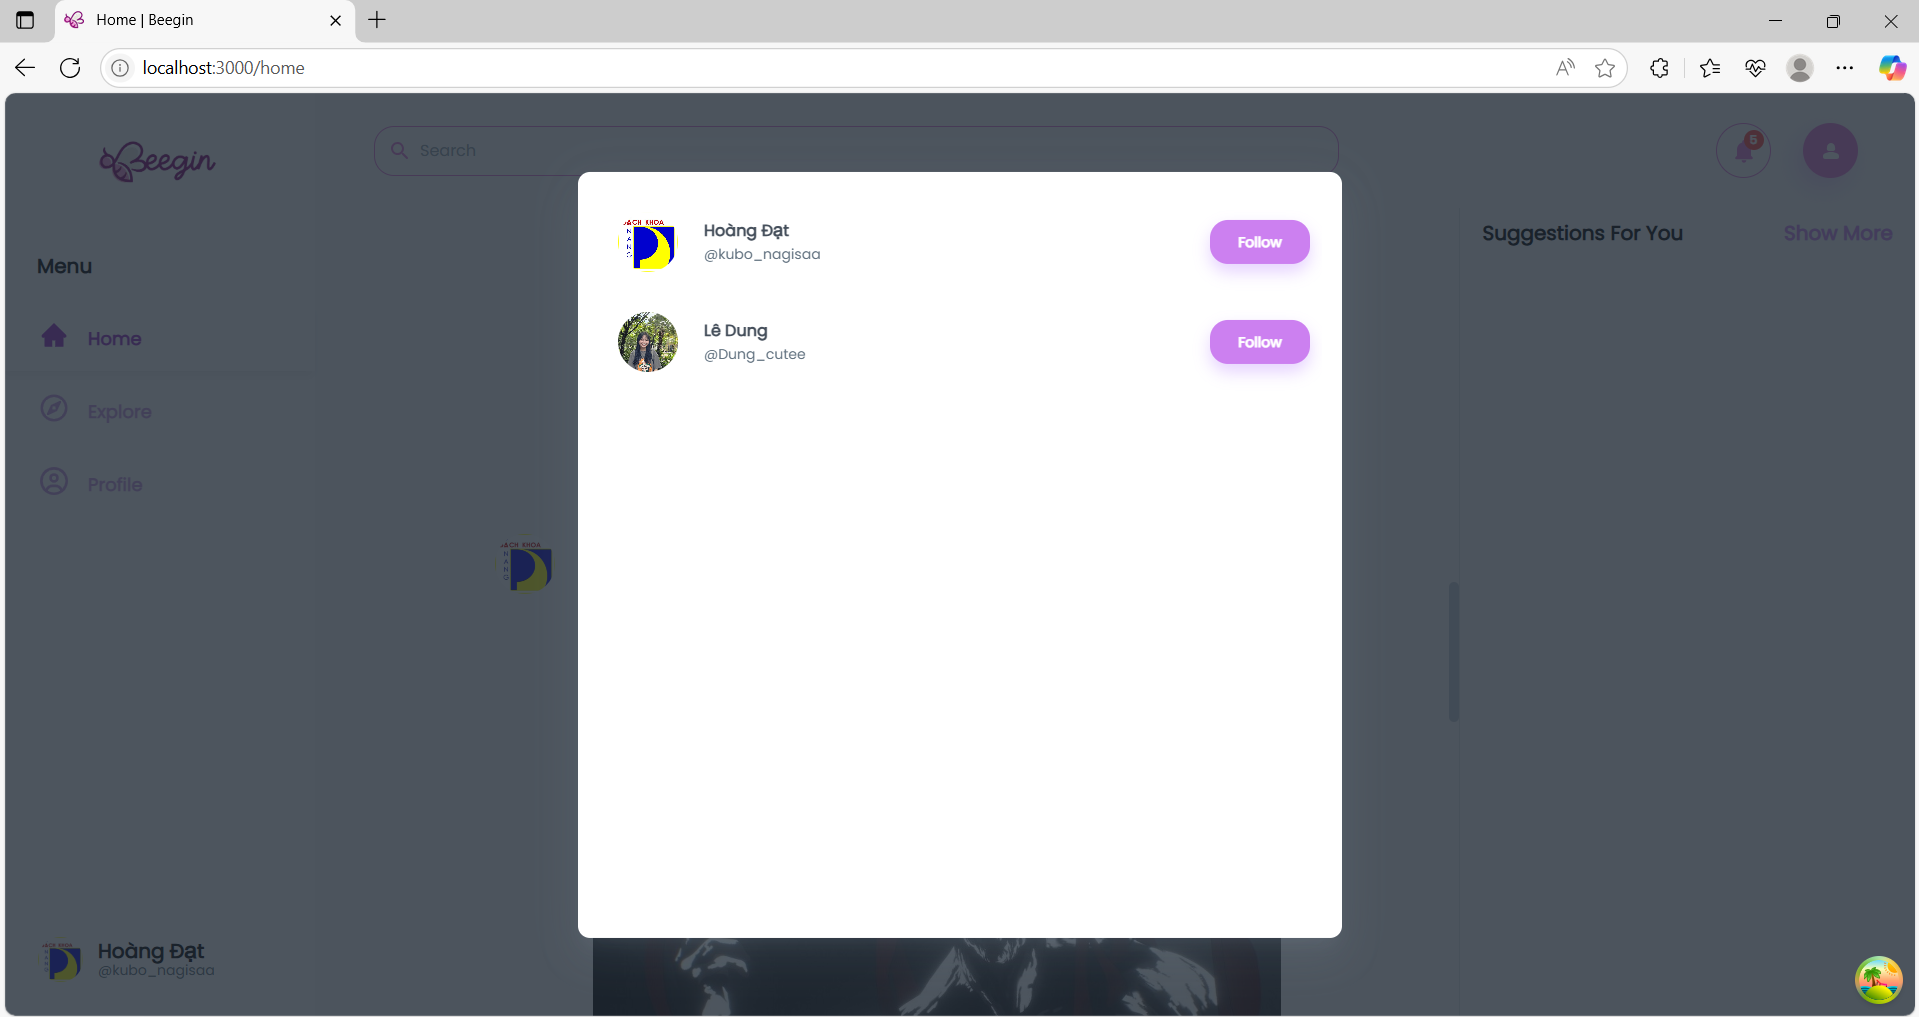 Home | Beegin
localhost:3000/home
Beegin
Search
5
Menu
Home
Explore
Profile
Hoàng Đạt
@kubo_nagisaa
Follow
Lê Dung
@Dung_cutee
Follow
Suggestions For You
Show More
Hoàng Đạt
@kubo_nagisaa